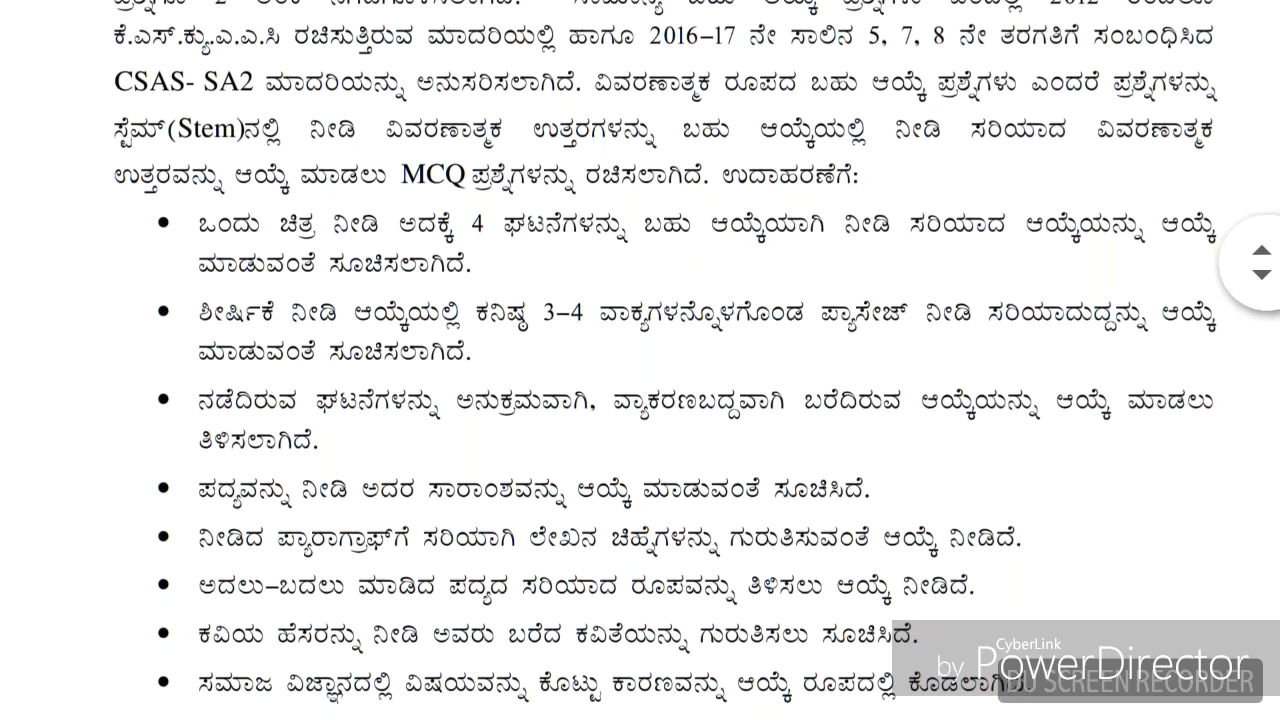 ಕೆ.ಎಸ್.ಕ್ಯು.ಎ.ಎ.ಸಿ ರಚಿಸುತ್ತಿರುವ ಮಾದರಿಯಲ್ಲಿ ಹಾಗೂ 2016–17 ನೇ ಸಾಲಿನ 5, 7, 8 ನೇ ತರಗತಿಗೆ ಸಂಬಂಧಿಸಿದ
CSAS- SA2 ಮಾದರಿಯನ್ನು ಅನುಸರಿಸಲಾಗಿದೆ. ವಿವರಣಾತ್ಮಕ ರೂಪದ ಬಹು ಆಯ್ಕೆ ಪ್ರಶ್ನೆಗಳು ಎಂದರೆ ಪ್ರಶ್ನೆಗಳನ್ನು
ಸ್ಟೆಮ್(Stem)ನಲ್ಲಿ ನೀಡಿ ವಿವರಣಾತ್ಮಕ ಉತ್ತರಗಳನ್ನು ಬಹು ಆಯ್ಕೆಯಲ್ಲಿ ನೀಡಿ ಸರಿಯಾದ ವಿವರಣಾತ್ಮಕ
ಉತ್ತರವನ್ನು ಆಯ್ಕೆ ಮಾಡಲು MCQ ಪ್ರಶ್ನೆಗಳನ್ನು ರಚಿಸಲಾಗಿದೆ. ಉದಾಹರಣೆಗೆ:
• ಒಂದು ಚಿತ್ರ ನೀಡಿ ಅದಕ್ಕೆ 4 ಘಟನೆಗಳನ್ನು ಬಹು ಆಯ್ಕೆಯಾಗಿ ನೀಡಿ ಸರಿಯಾದ ಆಯ್ಕೆಯನ್ನು ಆಯ್ಕೆ
ಮಾಡುವಂತೆ ಸೂಚಿಸಲಾಗಿದೆ.
• ಶೀರ್ಷಿಕೆ ನೀಡಿ ಆಯ್ಕೆಯಲ್ಲಿ ಕನಿಷ್ಠ 3–4 ವಾಕ್ಯಗಳನ್ನೊಳಗೊಂಡ ಪ್ಯಾಸೇಜ್ ನೀಡಿ ಸರಿಯಾದುದ್ದನ್ನು ಆಯ್ಕೆ
ಮಾಡುವಂತೆ ಸೂಚಿಸಲಾಗಿದೆ.
• ನಡೆದಿರುವ ಘಟನೆಗಳನ್ನು ಅನುಕ್ರಮವಾಗಿ, ವ್ಯಾಕರಣಬದ್ದವಾಗಿ ಬರೆದಿರುವ ಆಯ್ಕೆಯನ್ನು ಆಯ್ಕೆ ಮಾಡಲು
ತಿಳಿಸಲಾಗಿದೆ.
• ಪದ್ಯವನ್ನು ನೀಡಿ ಅದರ ಸಾರಾಂಶವನ್ನು ಆಯ್ಕೆ ಮಾಡುವಂತೆ ಸೂಚಿಸಿದೆ.
• ನೀಡಿದ ಪ್ಯಾರಾಗ್ರಾಫ್‌ಗೆ ಸರಿಯಾಗಿ ಲೇಖನ ಚಿಹ್ನೆಗಳನ್ನು ಗುರುತಿಸುವಂತೆ ಆಯ್ಕೆ ನೀಡಿದೆ.
• ಅದಲು–ಬದಲು ಮಾಡಿದ ಪದ್ಯದ ಸರಿಯಾದ ರೂಪವನ್ನು ತಿಳಿಸಲು ಆಯ್ಕೆ ನೀಡಿದೆ.
• ಕವಿಯ ಹೆಸರನ್ನು ನೀಡಿ ಅವರು ಬರೆದ ಕವಿತೆಯನ್ನು ಗುರುತಿಸಲು ಸೂಚಿಸಿದೆ.
CyberLink
by PowerDirector
• ಸಮಾಜ ವಿಜ್ಞಾನದಲ್ಲಿ ವಿಷಯವನ್ನು ಕೊಟ್ಟು ಕಾರಣವನ್ನು ಆಯ್ಕೆ ರೂಪದಲ್ಲಿ
SCREEN RECORDER